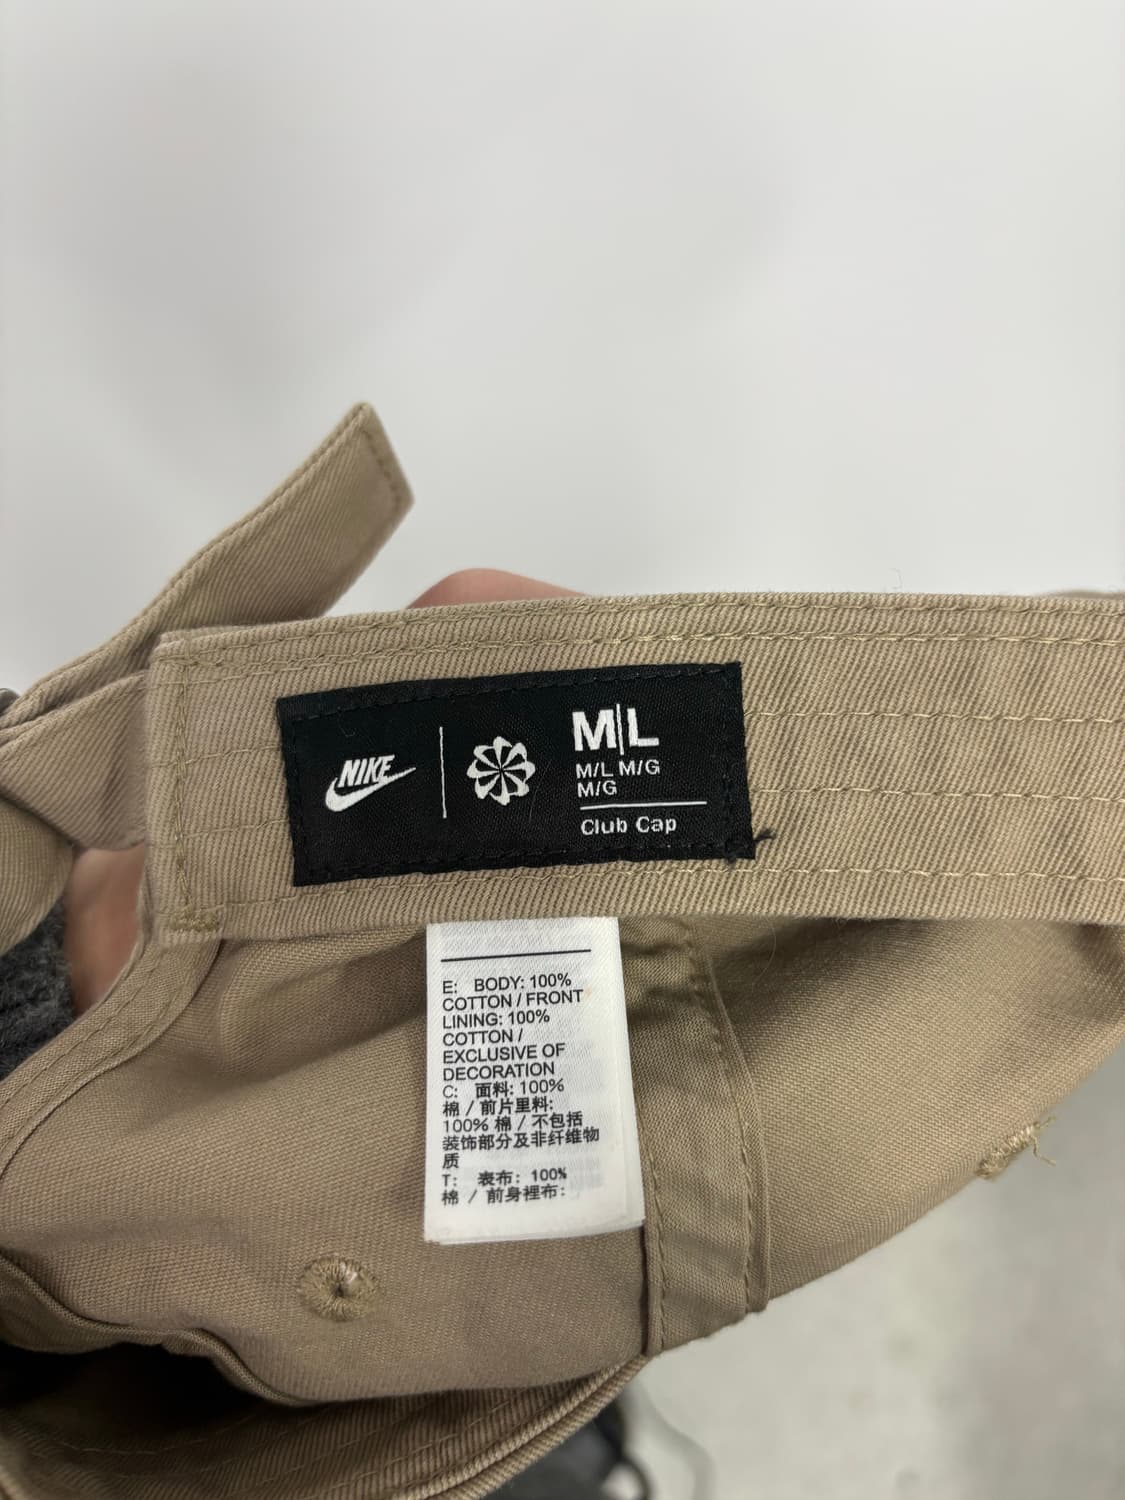 NIKE
M|L
M/L M/G
M/G
Club Cap
E: BODY: 100%
COTTON / FRONT
LINING: 100%
COTTON /
EXCLUSIVE OF
DECORATION
C: 面料: 100%
棉 / 前片里料:
100% 棉 / 不包括
装饰部分及非纤维物
质
T: 表布: 100%
棉 / 前身裡布: